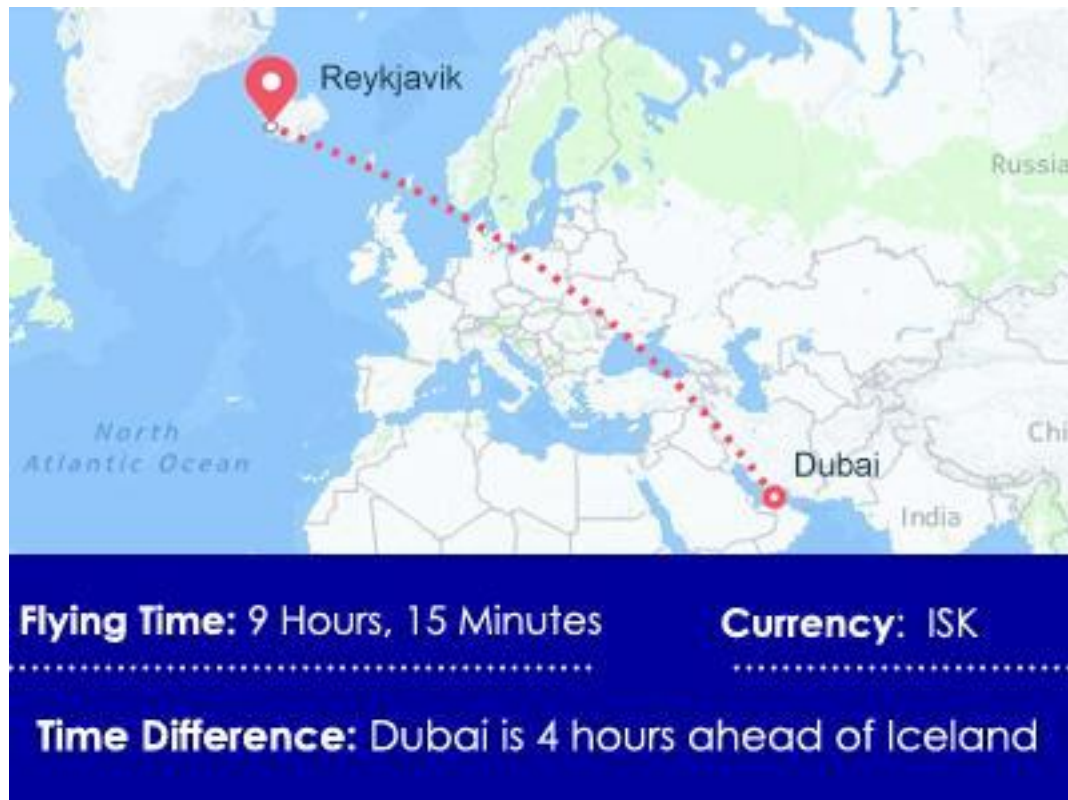 Reykjavik
Russia
North
Atlantic Ocean
Chi
Dubai
India
Flying Time: 9 Hours, 15 Minutes
Currency: ISK
Time Difference: Dubai is 4 hours ahead of Iceland